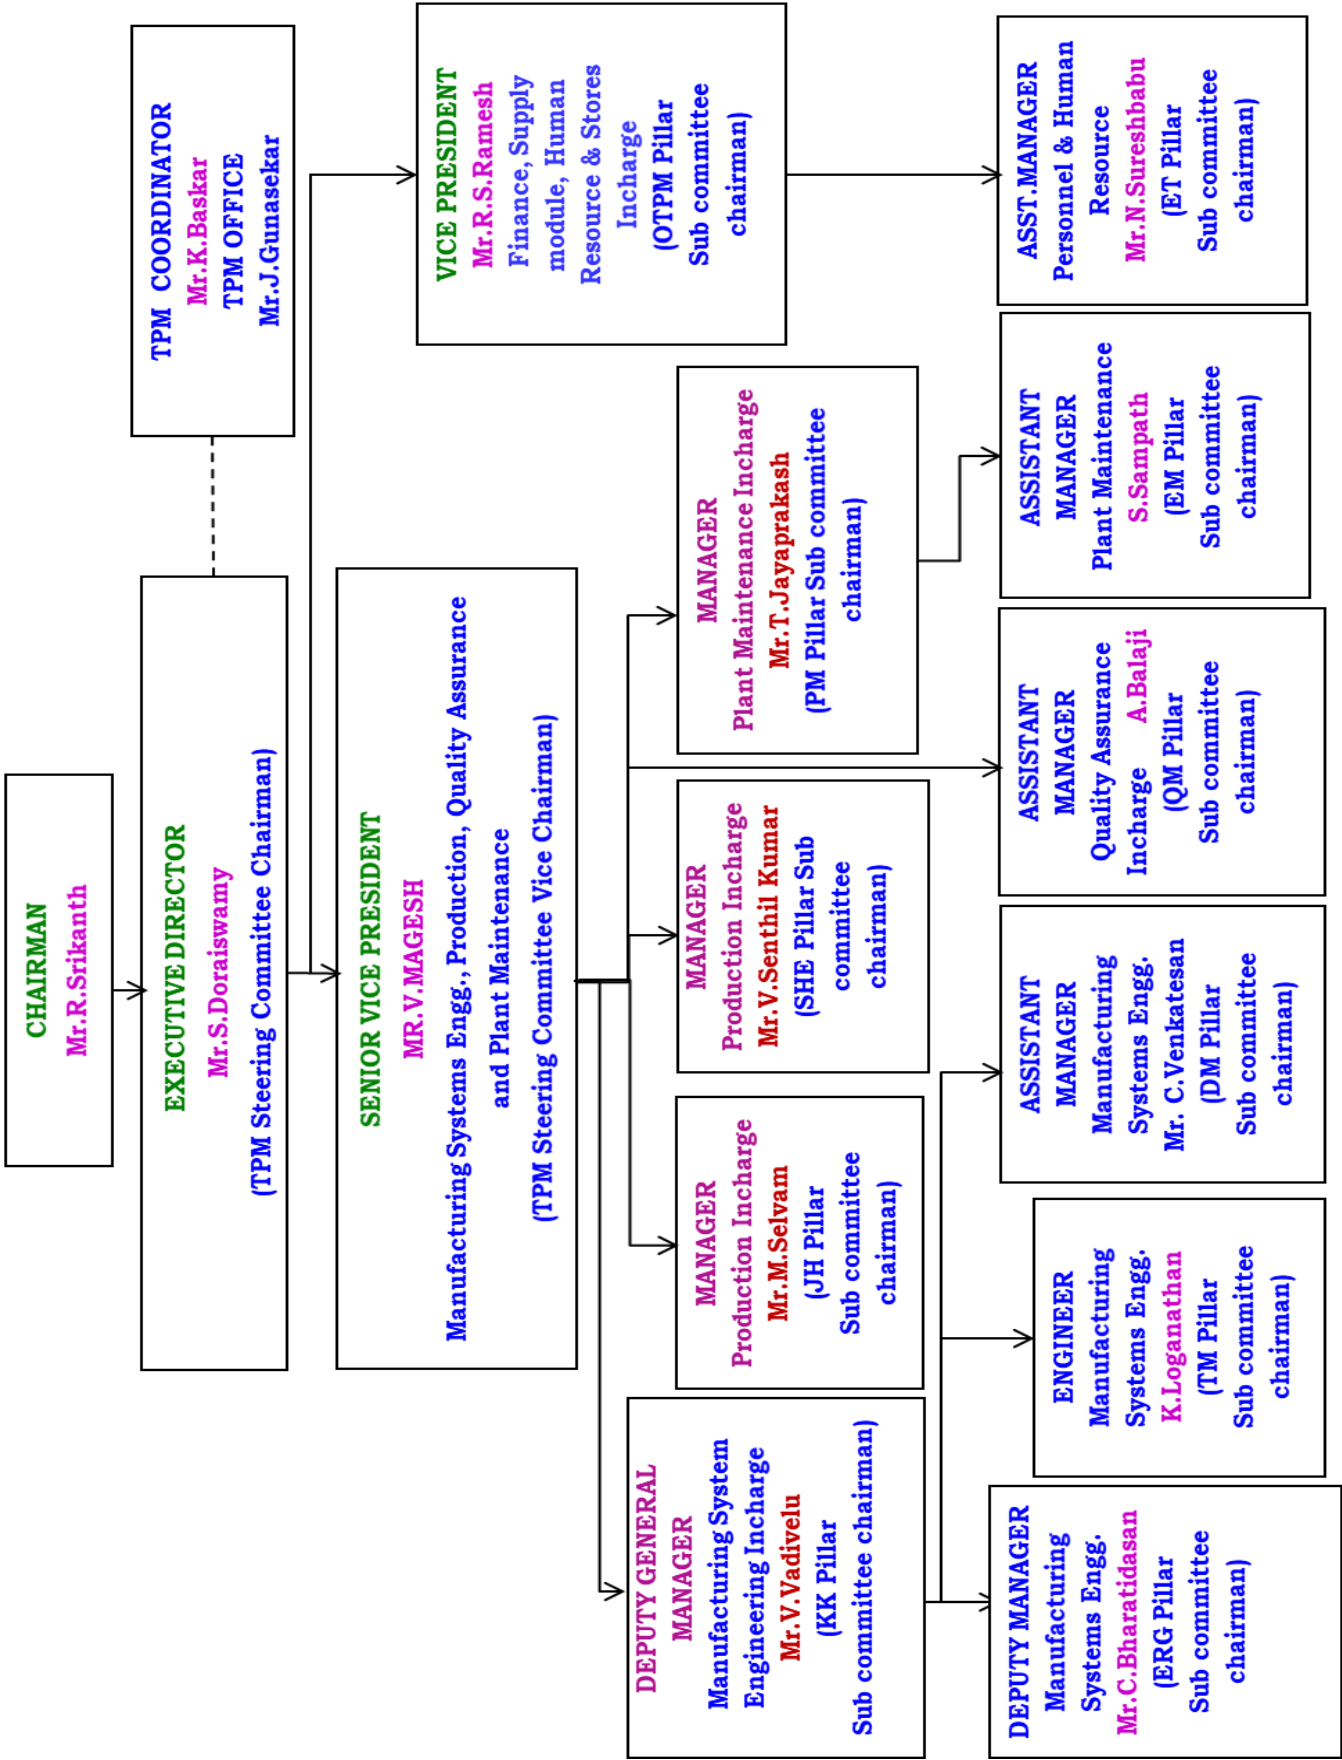 CHAIRMAN
Mr.R.Srikanth
EXECUTIVE DIRECTOR
Mr.S.Doraiswamy
(TPM Steering Committee Chairman)
TPM COORDINATOR
Mr.K.Baskar
TPM OFFICE
Mr.J.Gunasekar
SENIOR VICE PRESIDENT
MR.V.MAGESH
Manufacturing Systems Engg., Production, Quality Assurance
and Plant Maintenance
(TPM Steering Committee Vice Chairman)
VICE PRESIDENT
Mr.R.S.Ramesh
Finance, Supply
module, Human
Resource & Stores
Incharge
(OTPM Pillar
Sub committee
chairman)
DEPUTY GENERAL
MANAGER
Manufacturing System
Engineering Incharge
Mr.V.Vadivelu
(KK Pillar
Sub committee chairman)
MANAGER
Production Incharge
Mr.M.Selvam
(JH Pillar
Sub committee
chairman)
MANAGER
Production Incharge
Mr.V.Senthil Kumar
(SHE Pillar Sub
committee
chairman)
MANAGER
Plant Maintenance Incharge
Mr.T.Jayaprakash
(PM Pillar Sub committee
chairman)
DEPUTY MANAGER
Manufacturing
Systems Engg.
Mr.C.Bharatidasan
(ERG Pillar
Sub committee
chairman)
ENGINEER
Manufacturing
Systems Engg.
K.Loganathan
(TM Pillar
Sub committee
chairman)
ASSISTANT
MANAGER
Manufacturing
Systems Engg.
Mr. C.Venkatesan
(DM Pillar
Sub committee
chairman)
ASSISTANT
MANAGER
Quality Assurance
Incharge A.Balaji
(QM Pillar
Sub committee
chairman)
ASSISTANT
MANAGER
Plant Maintenance
S.Sampath
(EM Pillar
Sub committee
chairman)
ASST.MANAGER
Personnel & Human
Resource
Mr.N.Sureshbabu
(ET Pillar
Sub committee
chairman)